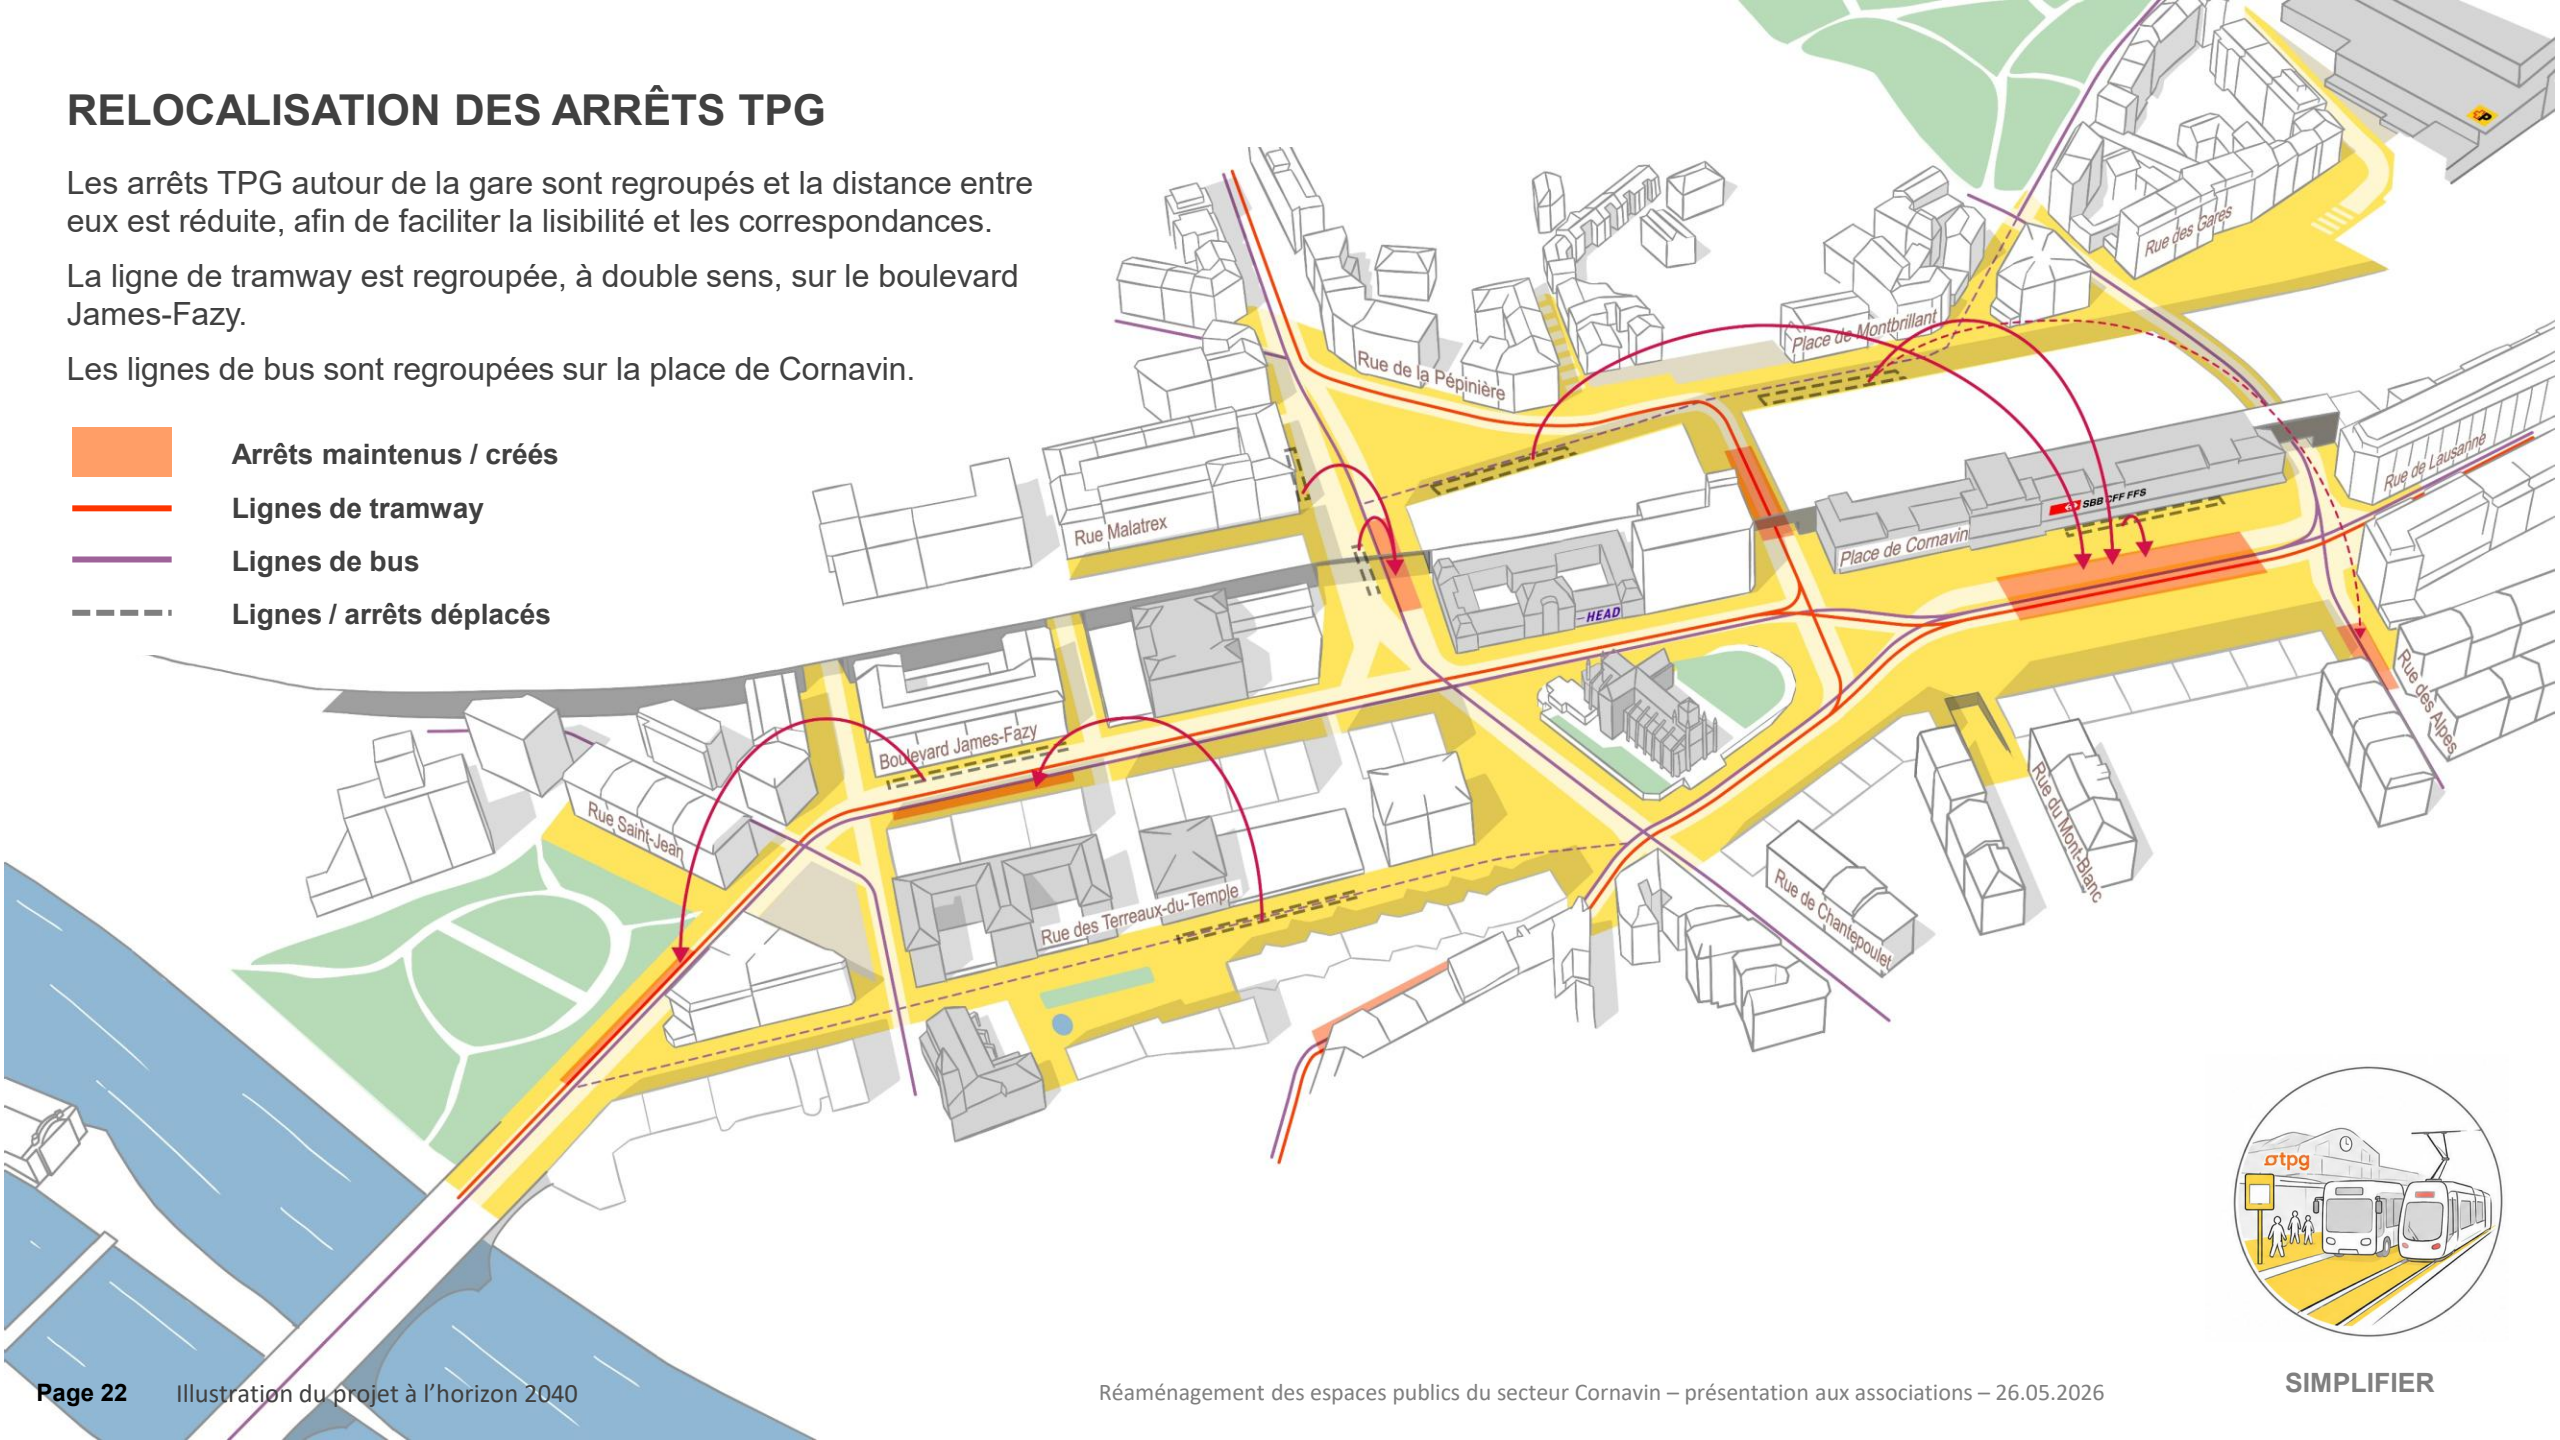 RELOCALISATION DES ARRÊTS TPG
Les arrêts TPG autour de la gare sont regroupés et la distance entre
eux est réduite, afin de faciliter la lisibilité et les correspondances.
La ligne de tramway est regroupée, à double sens, sur le boulevard
James-Fazy.
Les lignes de bus sont regroupées sur la place de Cornavin.
Arrêts maintenus / créés
Lignes de tramway
Lignes de bus
Lignes / arrêts déplacés
P
Rue des Gares
Place de Montbrillant
Rue de la Pépinière
Rue de Lausanne
SBB CFF FFS
Rue Malatrex
Place de Cornavin
HEAD
Rue des Alpes
Boulevard James-Fazy
Rue du Mont-Blanc
Rue Saint-Jean
Rue des Terreaux-du-Temple
Rue de Chantepoulet
tpg
SIMPLIFIER
Page 22
Illustration du projet à l’horizon 2040
Réaménagement des espaces publics du secteur Cornavin – présentation aux associations – 26.05.2026